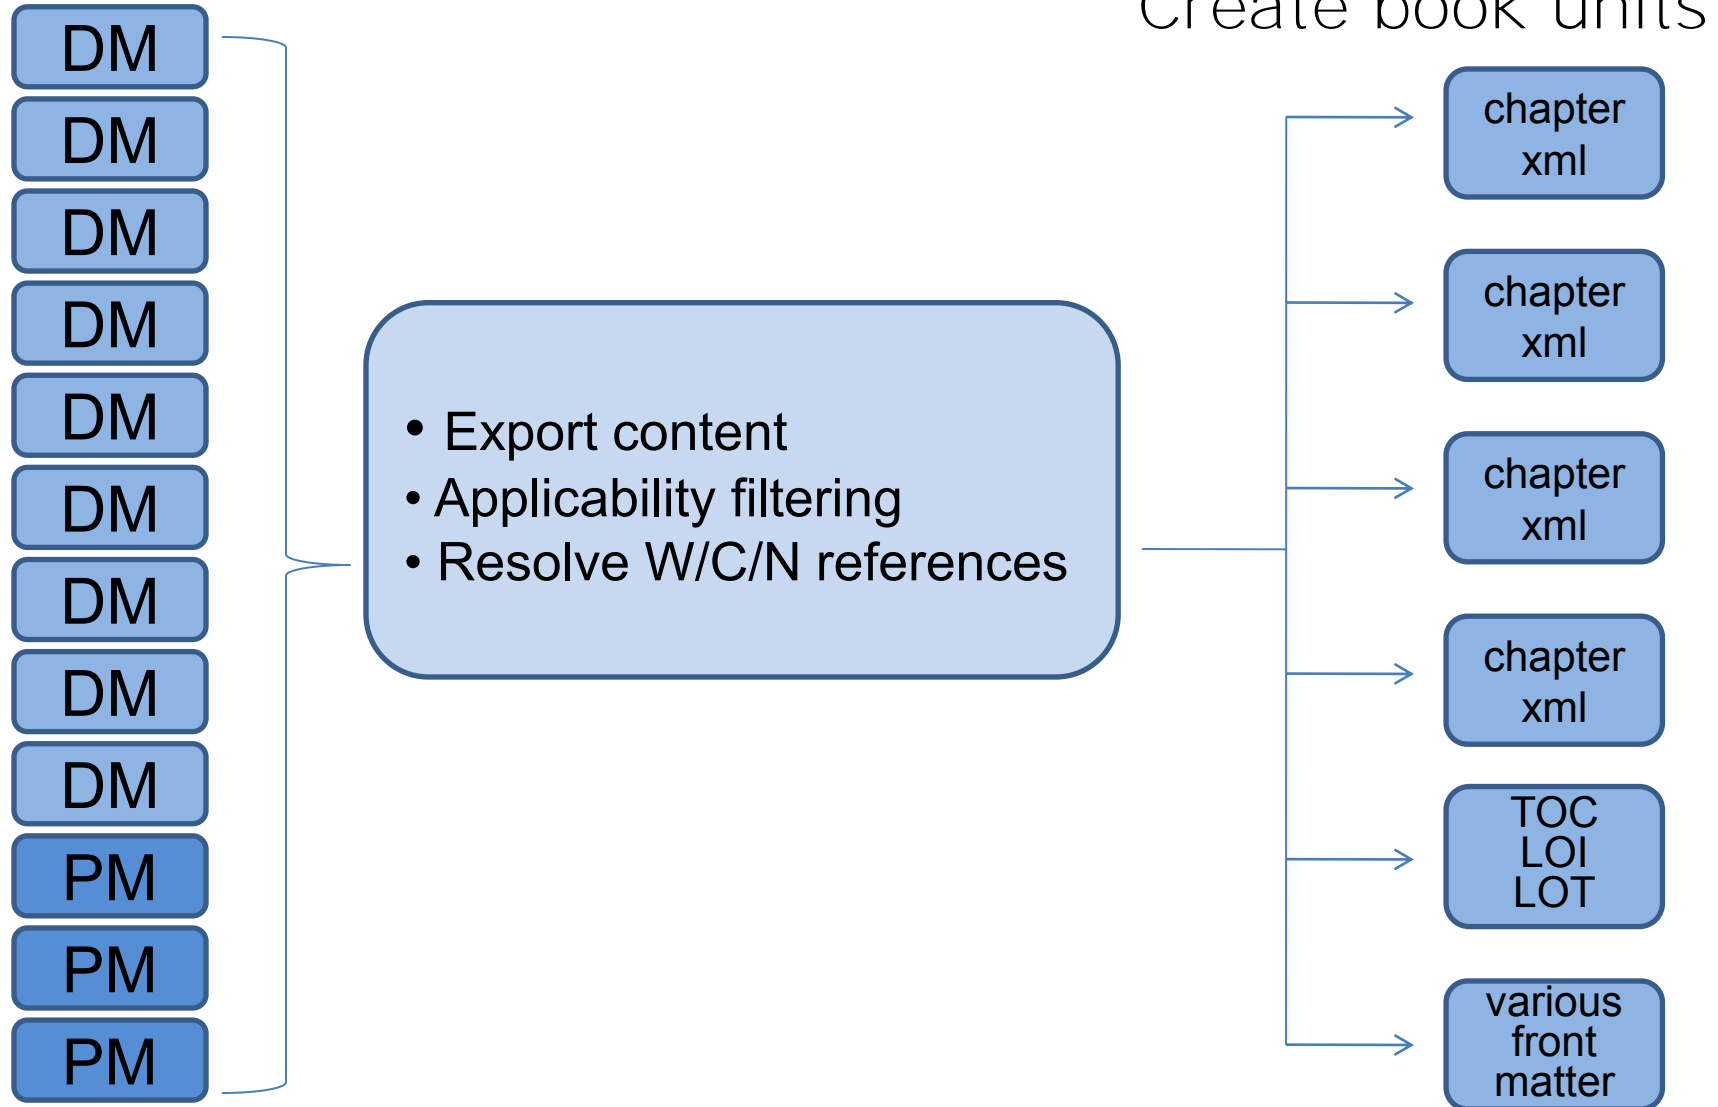 Create book units
DM
DM
DM
DM
DM
DM
DM
DM
DM
PM
PM
PM
• Export content
• Applicability filtering
• Resolve W/C/N references
chapter
xml
chapter
xml
chapter
xml
chapter
xml
TOC
LOI
LOT
various
front
matter